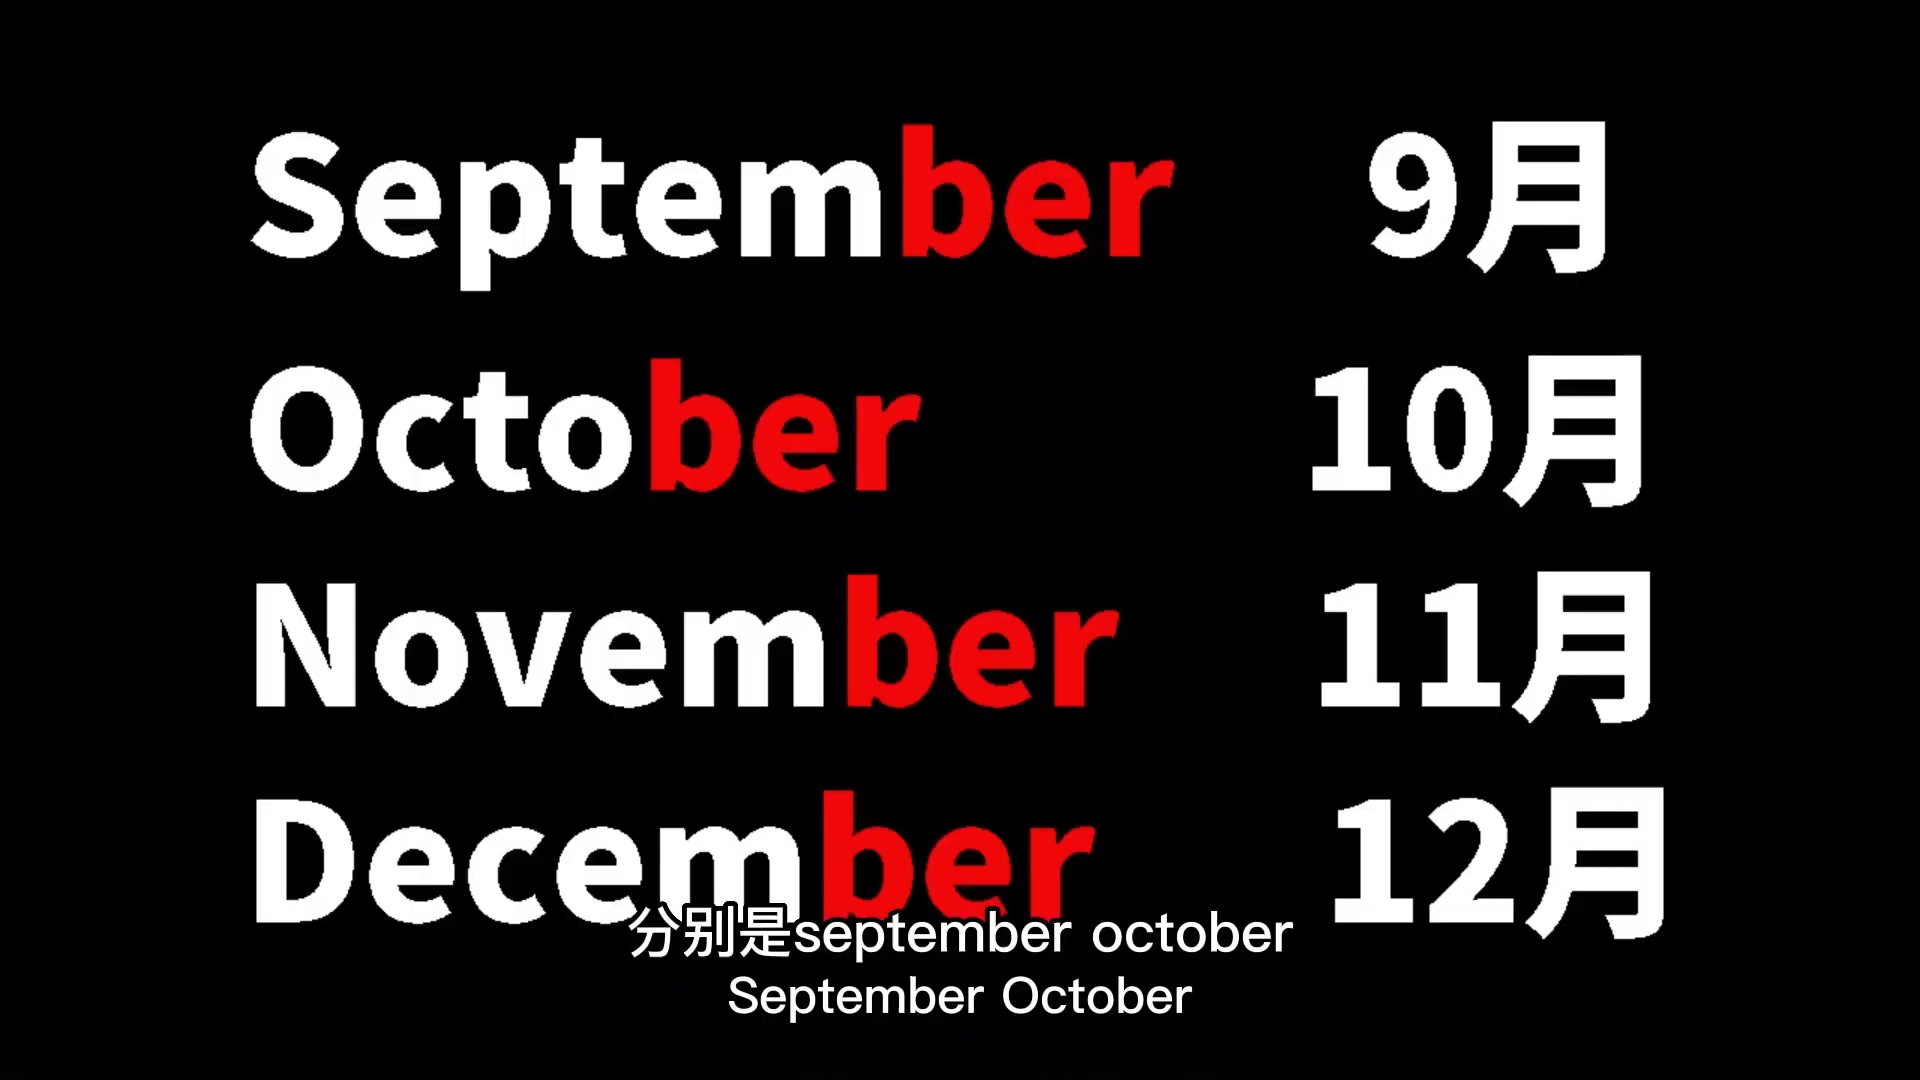 September 9月
October 10月
November 11月
December 12月
分别是september october
September October